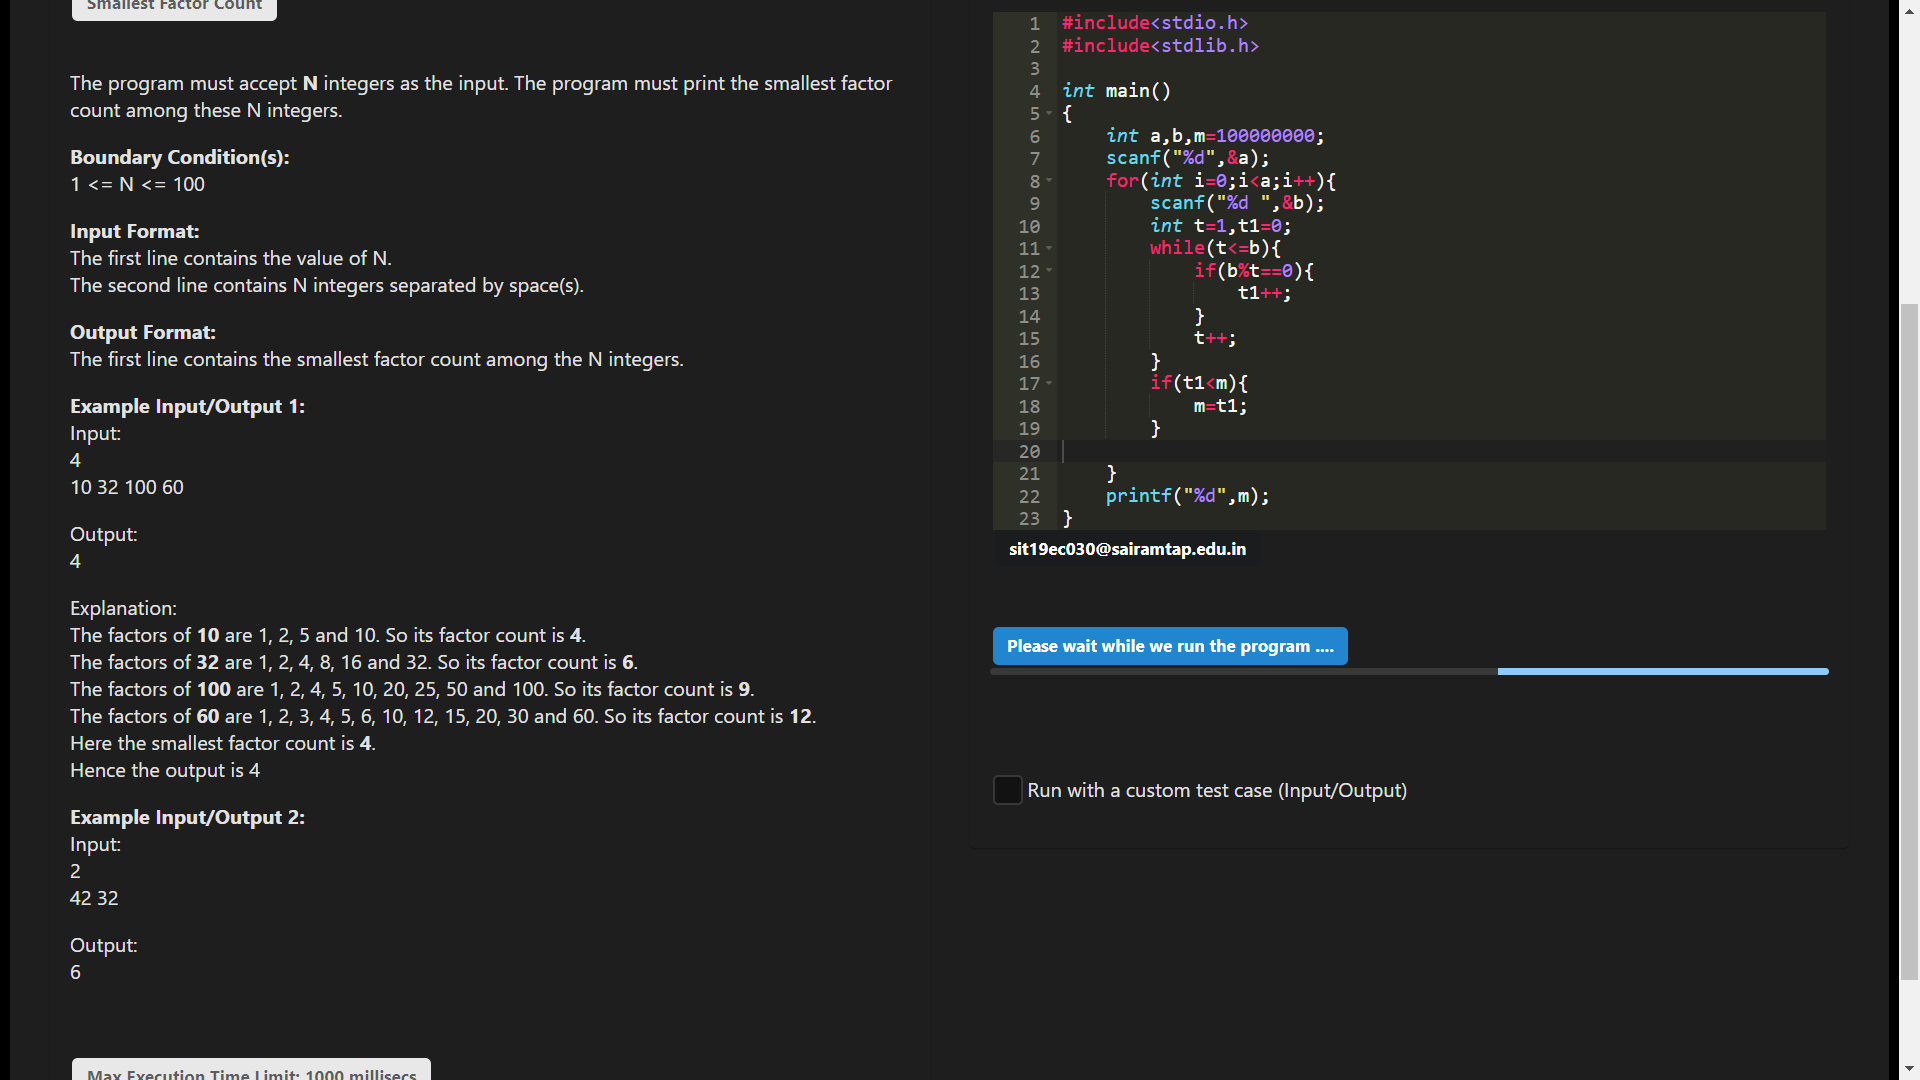 Smallest Factor Count
The program must accept N integers as the input. The program must print the smallest factor
count among these N integers.
Boundary Condition(s):
1 <= N <= 100
Input Format:
The first line contains the value of N.
The second line contains N integers separated by space(s).
Output Format:
The first line contains the smallest factor count among the N integers.
Example Input/Output 1:
Input:
4
10 32 100 60
Output:
4
Explanation:
The factors of 10 are 1, 2, 5 and 10. So its factor count is 4.
The factors of 32 are 1, 2, 4, 8, 16 and 32. So its factor count is 6.
The factors of 100 are 1, 2, 4, 5, 10, 20, 25, 50 and 100. So its factor count is 9.
The factors of 60 are 1, 2, 3, 4, 5, 6, 10, 12, 15, 20, 30 and 60. So its factor count is 12.
Here the smallest factor count is 4.
Hence the output is 4
Example Input/Output 2:
Input:
2
42 32
Output:
6
Max Execution Time Limit: 1000 millisecs
1 #include<stdio.h>
2 #include<stdlib.h>
3
4 int main()
5 {
6 int a,b,m=100000000;
7 scanf("%d",&a);
8 for(int i=0;i<a;i++){
9 scanf("%d ",&b);
10 int t=1,t1=0;
11 while(t<=b){
12 if(b%t==0){
13 t1++;
14 }
15 t++;
16 }
17 if(t1<m){
18 m=t1;
19 }
20
21 }
22 printf("%d",m);
23 }
sit19ec030@sairamtap.edu.in
Please wait while we run the program ....
Run with a custom test case (Input/Output)